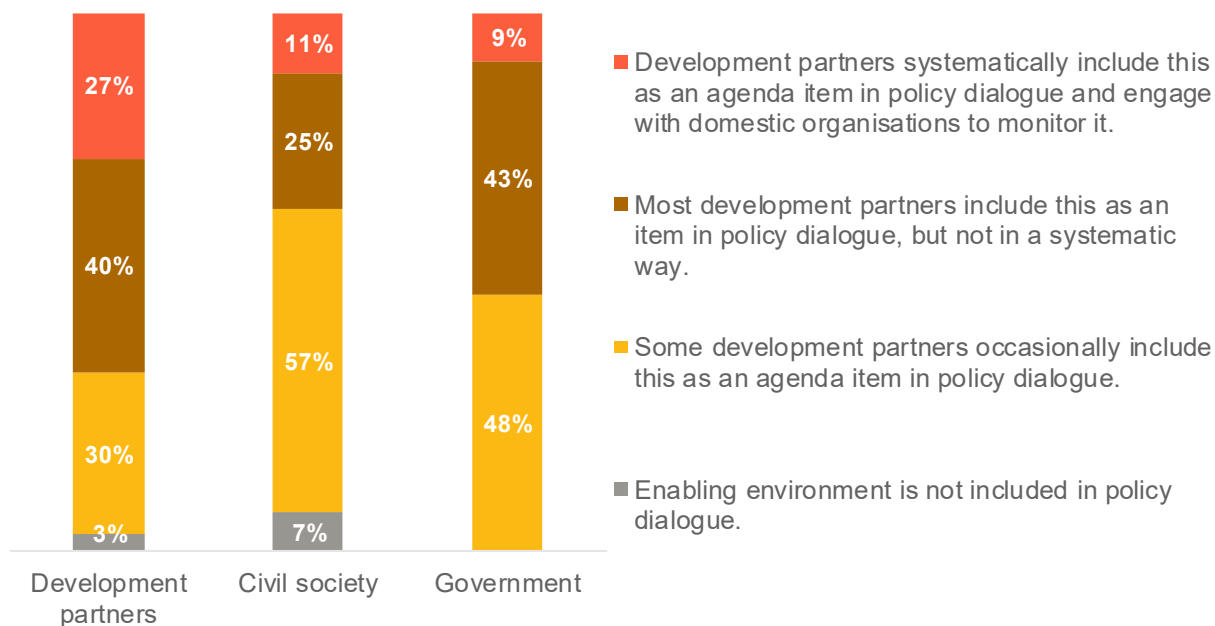 27%
40%
30%
3%
Development
partners
11%
25%
57%
7%
Civil society
9%
43%
48%
Government
Development partners systematically include this
as an agenda item in policy dialogue and engage
with domestic organisations to monitor it.
Most development partners include this as an
item in policy dialogue, but not in a systematic
way.
Some development partners occasionally include
this as an agenda item in policy dialogue.
Enabling environment is not included in policy
dialogue.